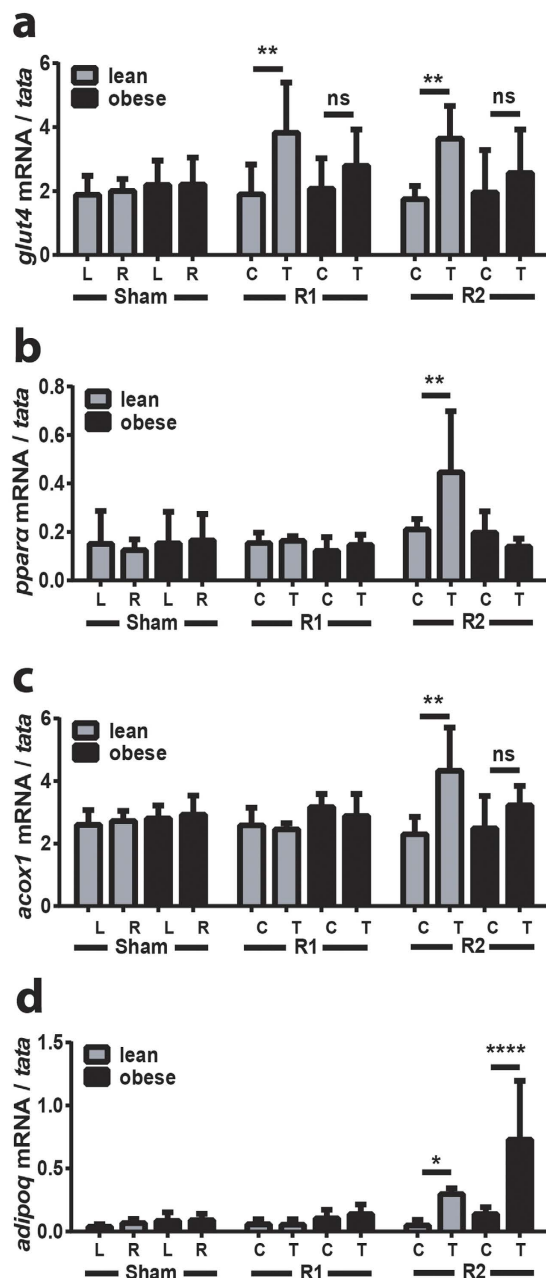 a
glut4 mRNA / tata
6
4
2
0
lean
obese
**
ns
**
ns
L R L R C T C T C T C T
Sham R1 R2
b
pparα mRNA / tata
0.8
0.6
0.4
0.2
0.0
lean
obese
**
L R L R C T C T C T C T
Sham R1 R2
c
acox1 mRNA / tata
6
4
2
0
lean
obese
**
ns
L R L R C T C T C T C T
Sham R1 R2
d
adipoq mRNA / tata
1.5
1.0
0.5
0.0
lean
obese
*
****
L R L R C T C T C T C T
Sham R1 R2